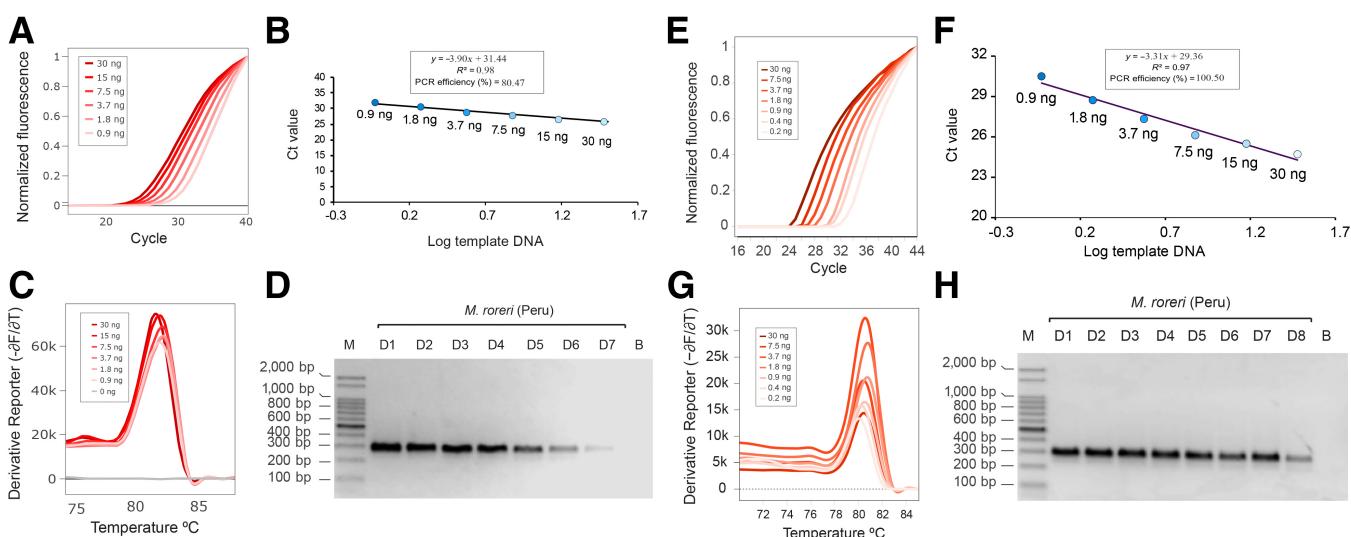 A
Normalized fluorescence
1
0.8
0.6
0.4
0.2
0
30 ng
15 ng
7.5 ng
3.7 ng
1.8 ng
0.9 ng
20
30
40
Cycle
B
y = −3.90x + 31.44
R² = 0.98
PCR efficiency (%) = 80.47
Ct value
40
35
30
25
20
15
10
5
0
0.9 ng
1.8 ng
3.7 ng
7.5 ng
15 ng
30 ng
-0.3
0.2
0.7
1.2
1.7
Log template DNA
E
Normalized fluorescence
1
0.8
0.6
0.4
0.2
0
30 ng
7.5 ng
3.7 ng
1.8 ng
0.9 ng
0.4 ng
0.2 ng
16
20
24
28
32
36
40
44
Cycle
F
y = −3.31x + 29.36
R² = 0.97
PCR efficiency (%) = 100.50
Ct value
32
29
26
23
20
0.9 ng
1.8 ng
3.7 ng
7.5 ng
15 ng
30 ng
-0.3
0.2
0.7
1.2
1.7
Log template DNA
C
Derivative Reporter (−∂F/∂T)
60k
40k
20k
0
30 ng
15 ng
7.5 ng
3.7 ng
1.8 ng
0.9 ng
0 ng
75
80
85
Temperature ºC
D
M. roreri (Peru)
M D1 D2 D3 D4 D5 D6 D7 B
2,000 bp
1,000 bp
800 bp
600 bp
400 bp
300 bp
200 bp
100 bp
G
Derivative Reporter (−∂F/∂T)
30k
25k
20k
15k
10k
5k
0
30 ng
7.5 ng
3.7 ng
1.8 ng
0.9 ng
0.4 ng
0.2 ng
72
74
76
78
80
82
84
Temperature ºC
H
M. roreri (Peru)
M D1 D2 D3 D4 D5 D6 D7 D8 B
2,000 bp
1,000 bp
800 bp
600 bp
400 bp
300 bp
200 bp
100 bp